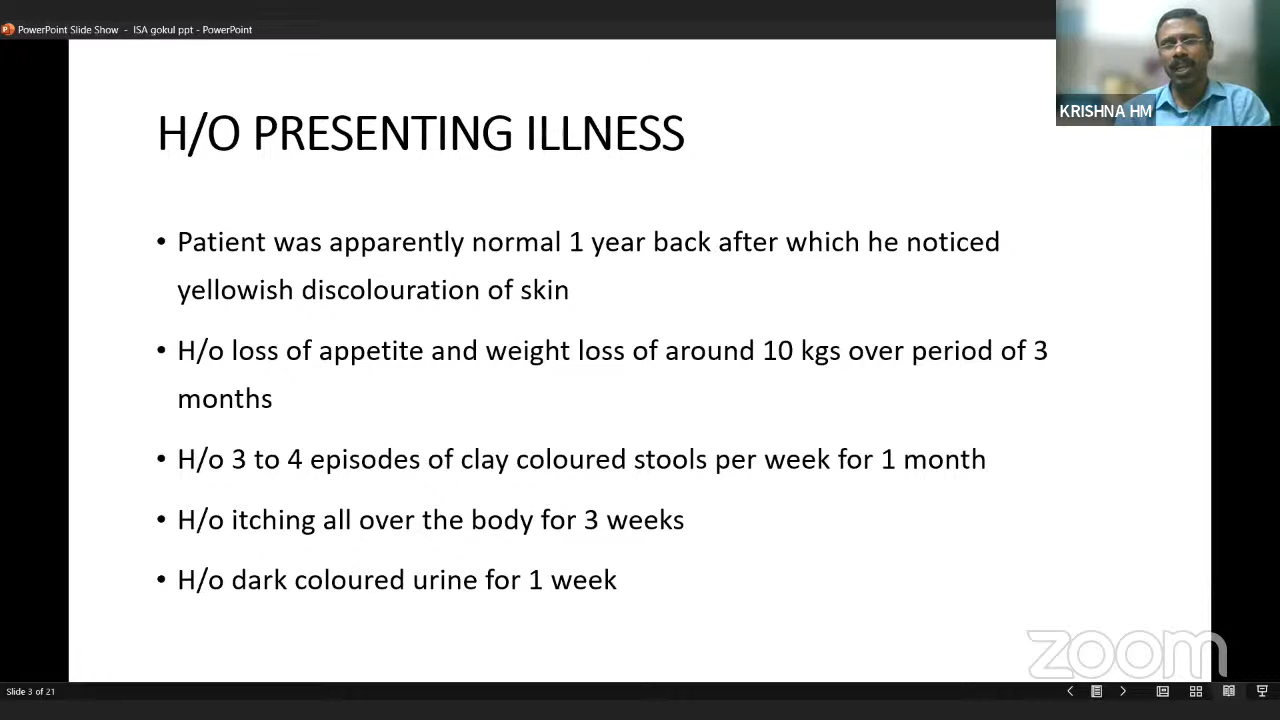 PowerPoint Slide Show - ISA gokul ppt - PowerPoint
KRISHNA HM
H/O PRESENTING ILLNESS
• Patient was apparently normal 1 year back after which he noticed
yellowish discolouration of skin
• H/o loss of appetite and weight loss of around 10 kgs over period of 3
months
• H/o 3 to 4 episodes of clay coloured stools per week for 1 month
• H/o itching all over the body for 3 weeks
• H/o dark coloured urine for 1 week
zoom
Slide 3 of 21